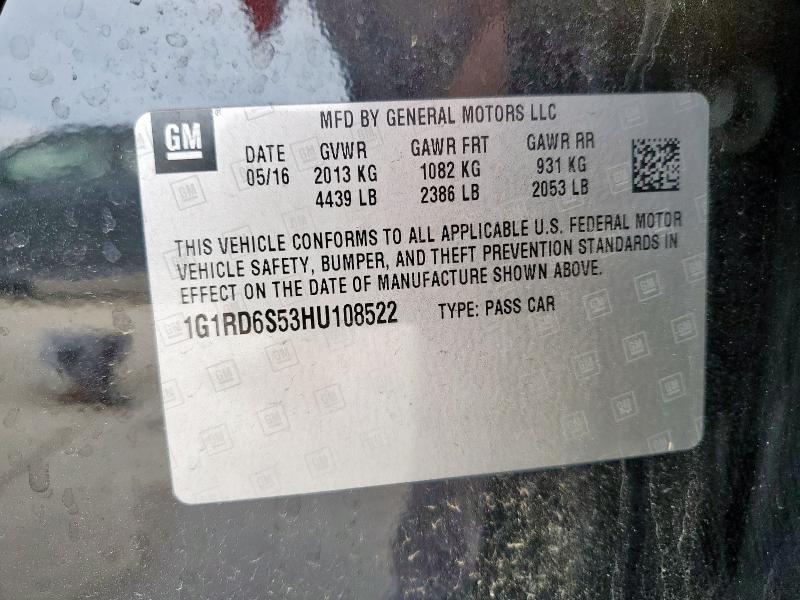 GM
MFD BY GENERAL MOTORS LLC
DATE GVWR GAWR FRT GAWR RR
05/16 2013 KG 1082 KG 931 KG
4439 LB 2386 LB 2053 LB
THIS VEHICLE CONFORMS TO ALL APPLICABLE U.S. FEDERAL MOTOR
VEHICLE SAFETY, BUMPER, AND THEFT PREVENTION STANDARDS IN
EFFECT ON THE DATE OF MANUFACTURE SHOWN ABOVE.
1G1RD6S53HU108522 TYPE: PASS CAR